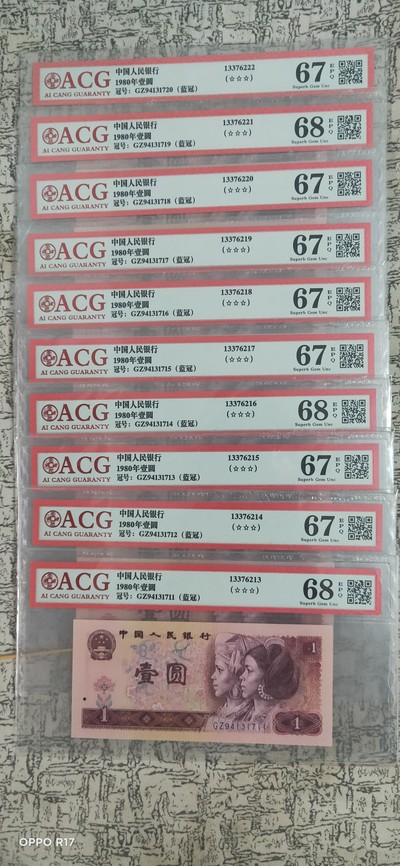 ACG
AI CANG GUARANTY
中国人民银行
1980年壹圆
冠号：GZ94131720（蓝冠）
13376222
(☆☆☆)
67 EPQ
Superb Gem Unc
ACG
AI CANG GUARANTY
中国人民银行
1980年壹圆
冠号：GZ94131719（蓝冠）
13376221
(☆☆☆)
68 EPQ
Superb Gem Unc
ACG
AI CANG GUARANTY
中国人民银行
1980年壹圆
冠号：GZ94131718（蓝冠）
13376220
(☆☆☆)
67 EPQ
Superb Gem Unc
ACG
AI CANG GUARANTY
中国人民银行
1980年壹圆
冠号：GZ94131717（蓝冠）
13376219
(☆☆☆)
67 EPQ
Superb Gem Unc
ACG
AI CANG GUARANTY
中国人民银行
1980年壹圆
冠号：GZ94131716（蓝冠）
13376218
(☆☆☆)
67 EPQ
Superb Gem Unc
ACG
AI CANG GUARANTY
中国人民银行
1980年壹圆
冠号：GZ94131715（蓝冠）
13376217
(☆☆☆)
67 EPQ
Superb Gem Unc
ACG
AI CANG GUARANTY
中国人民银行
1980年壹圆
冠号：GZ94131714（蓝冠）
13376216
(☆☆☆)
68 EPQ
Superb Gem Unc
ACG
AI CANG GUARANTY
中国人民银行
1980年壹圆
冠号：GZ94131713（蓝冠）
13376215
(☆☆☆)
67 EPQ
Superb Gem Unc
ACG
AI CANG GUARANTY
中国人民银行
1980年壹圆
冠号：GZ94131712（蓝冠）
13376214
(☆☆☆)
67 EPQ
Superb Gem Unc
ACG
AI CANG GUARANTY
中国人民银行
1980年壹圆
冠号：GZ94131711（蓝冠）
13376213
(☆☆☆)
68 EPQ
Superb Gem Unc
中国人民银行
1
壹圆
GZ94131711
1
1
OPPO R17